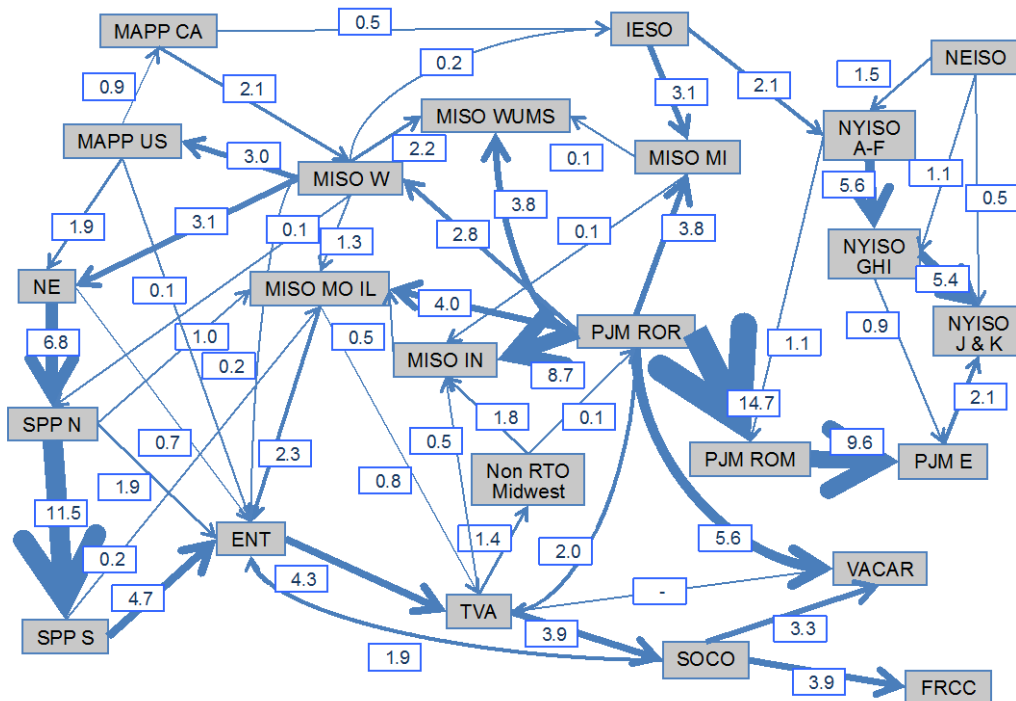 MAPP CA
0.5
IESO
0.2
NEISO
0.9
2.1
3.1
2.1
1.5
MISO WUMS
MAPP US
NYISO
A-F
3.0
2.2
0.1
MISO MI
MISO W
5.6
1.1
0.5
1.9
3.1
0.1
1.3
3.8
2.8
0.1
3.8
NYISO
GHI
NE
0.1
MISO MO IL
4.0
5.4
6.8
1.0
0.5
PJM ROR
1.1
0.9
NYISO
J & K
0.2
MISO IN
8.7
SPP N
1.8
0.1
14.7
2.1
0.7
2.3
0.5
PJM ROM
9.6
PJM E
11.5
1.9
0.8
Non RTO
Midwest
ENT
1.4
2.0
5.6
0.2
4.3
VACAR
4.7
TVA
-
SPP S
3.9
3.3
1.9
SOCO
3.9
FRCC